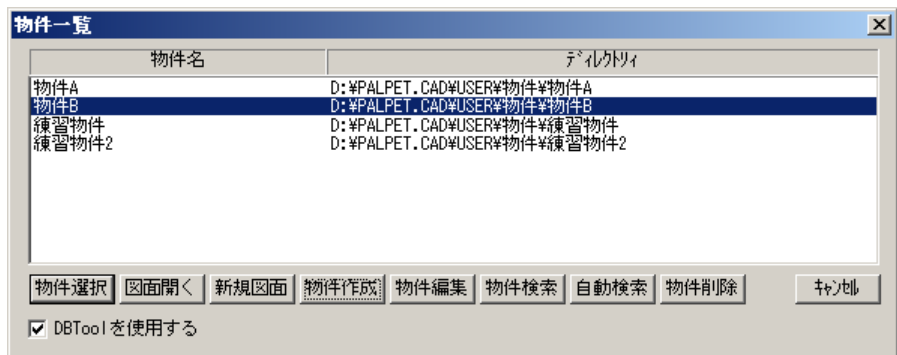 物件一覧
物件名 ﾃﾞｨﾚｸﾄﾘｨ
物件A D:¥PALPET.CAD¥USER¥物件¥物件A
物件B D:¥PALPET.CAD¥USER¥物件¥物件B
練習物件 D:¥PALPET.CAD¥USER¥物件¥練習物件
練習物件2 D:¥PALPET.CAD¥USER¥物件¥練習物件2
物件選択 図面開く 新規図面 物件作成 物件編集 物件検索 自動検索 物件削除 ｷｬﾝｾﾙ
DBToolを使用する